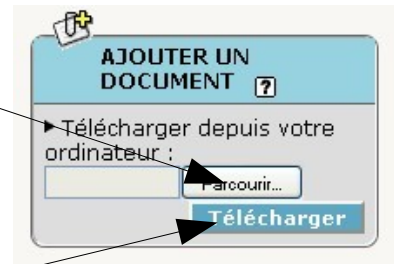 AJOUTER UN
DOCUMENT ?
Télécharger depuis votre
ordinateur :
Parcourir...
Télécharger